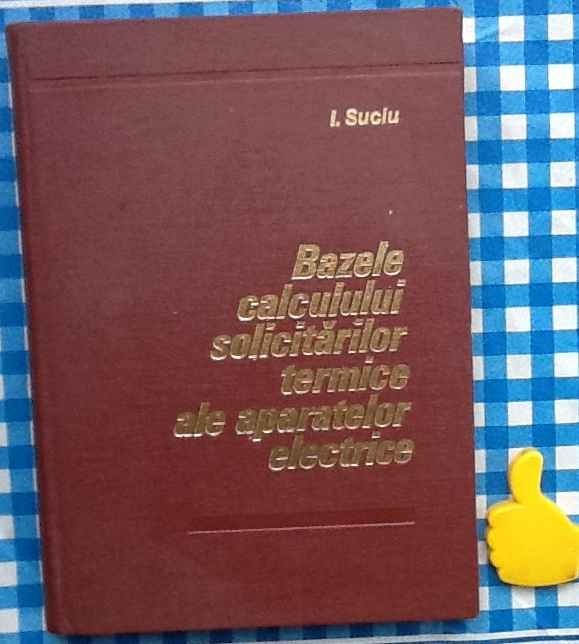 I. Suciu
Bazele
calculului
solicitărilor
termice
ale aparatelor
electrice